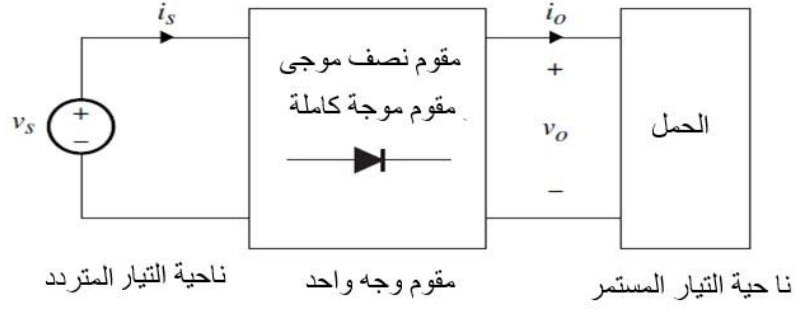 i_s
i_o
مقوم نصف موجى
مقوم موجة كاملة
+
+
v_s
v_o
الحمل
−
−
ناحية التيار المتردد
مقوم وجه واحد
نا حية التيار المستمر